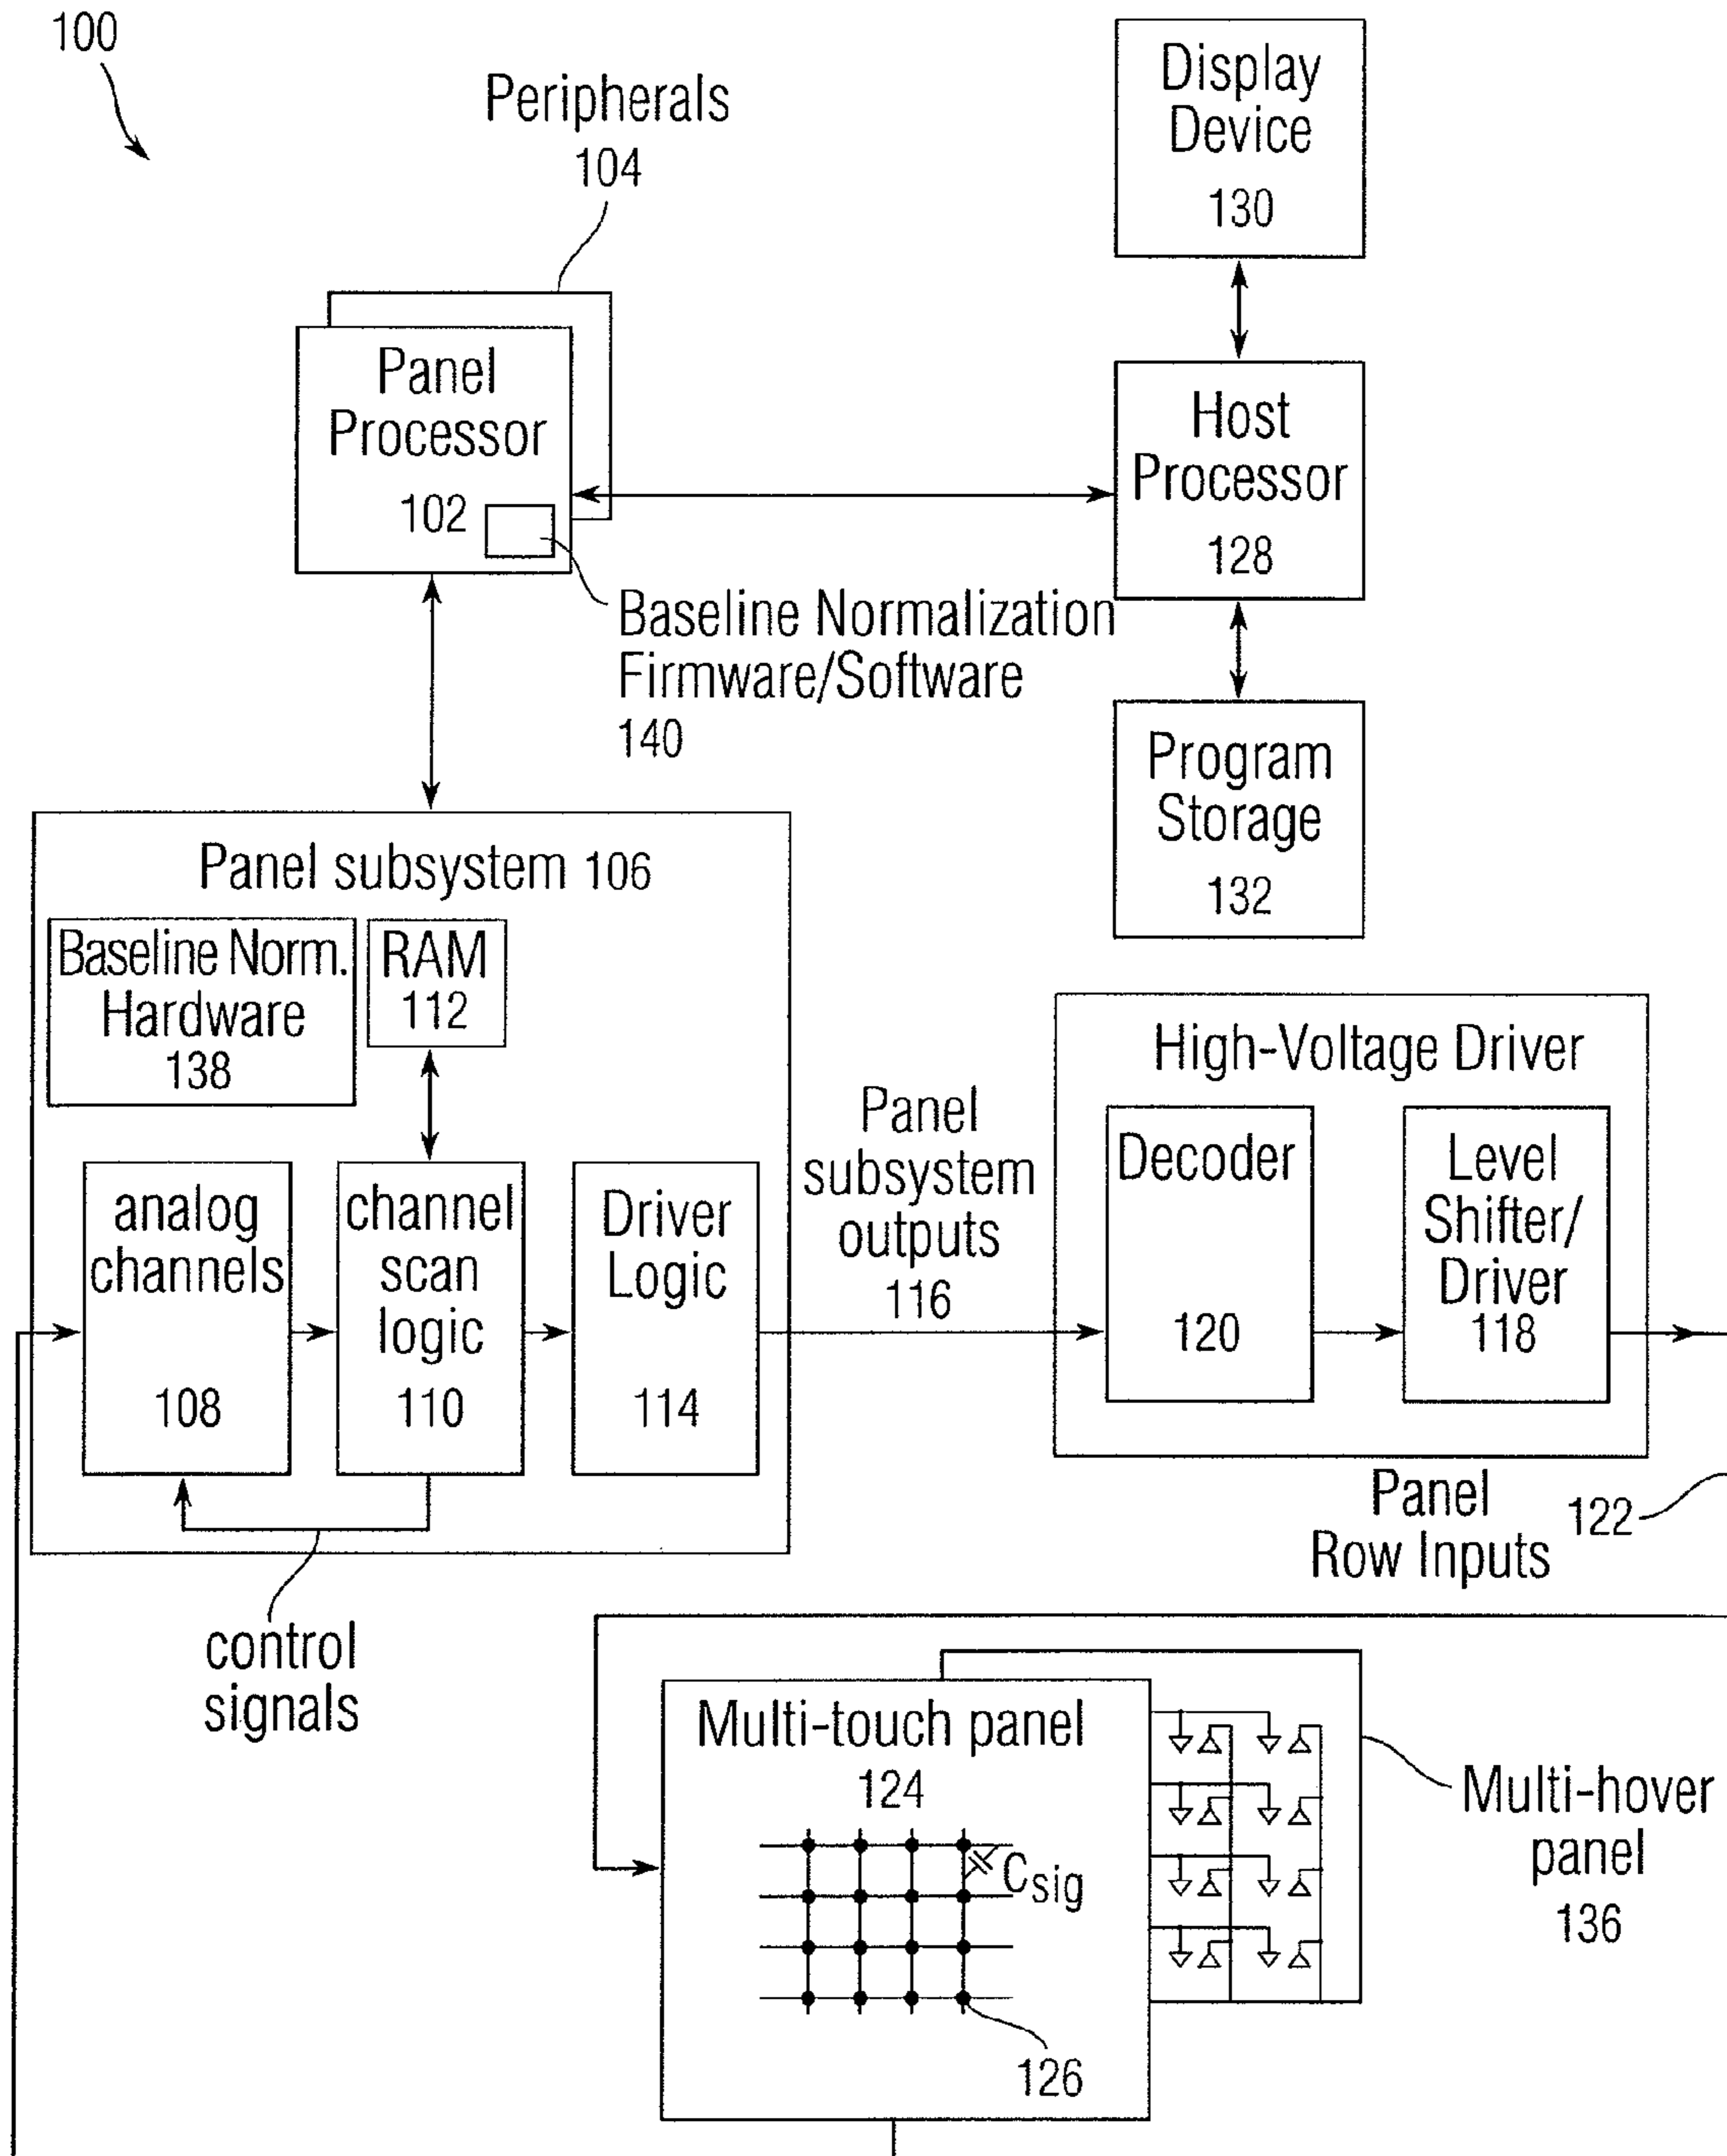 100
Peripherals
104
Display
Device
130
Panel
Processor
102
Host
Processor
128
Baseline Normalization
Firmware/Software
140
Program
Storage
132
Panel subsystem 106
Baseline Norm.
Hardware
138
RAM
112
analog
channels
108
channel
scan
logic
110
Driver
Logic
114
Panel
subsystem
outputs
116
High-Voltage Driver
Decoder
120
Level
Shifter/
Driver
118
Panel
Row Inputs
122
control
signals
Multi-touch panel
124
Csig
126
Multi-hover
panel
136